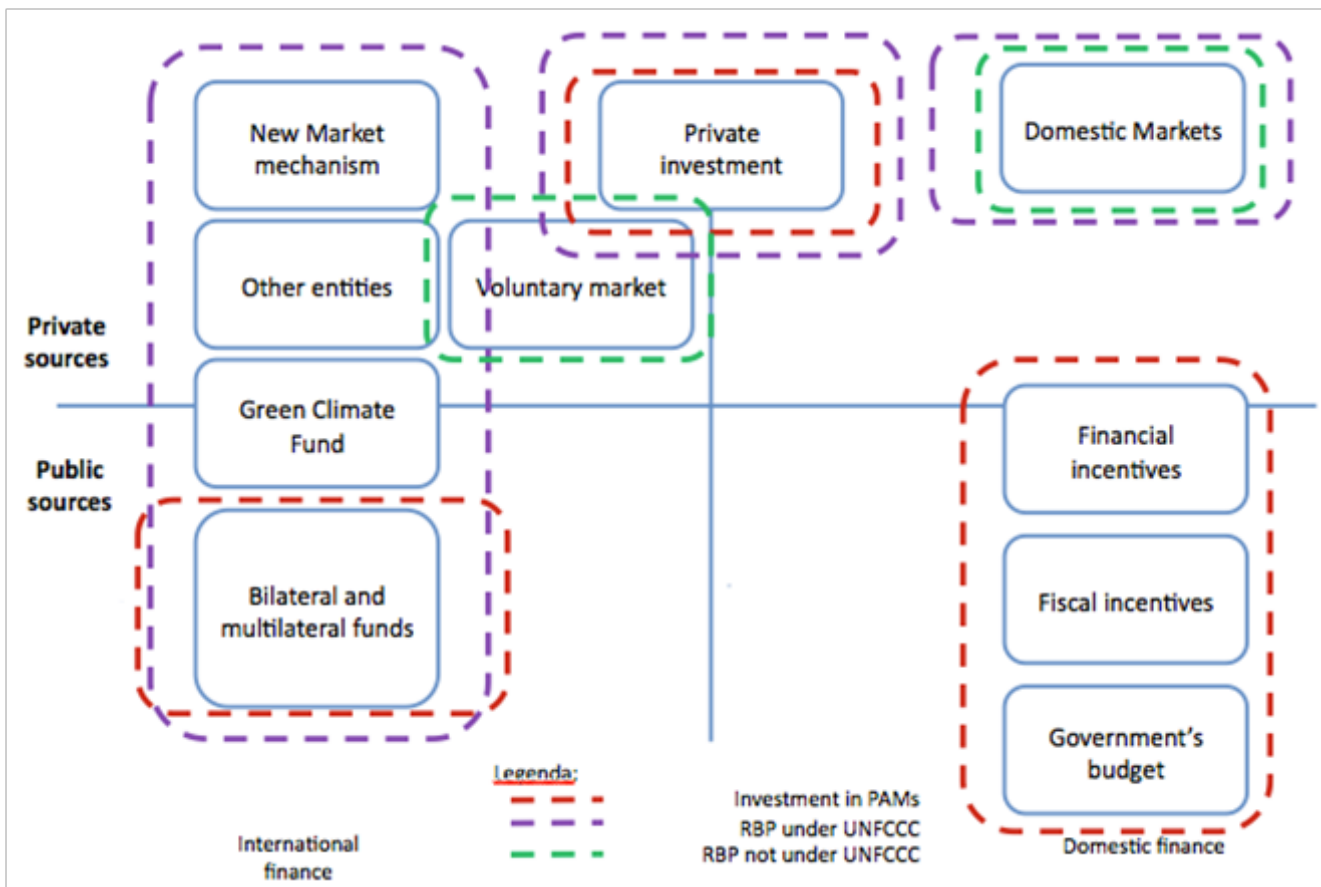 New Market
mechanism
Private
investment
Domestic Markets
Other entities
Voluntary market
Private
sources
Green Climate
Fund
Financial
incentives
Public
sources
Bilateral and
multilateral funds
Fiscal incentives
Government's
budget
Legenda:
Investment in PAMs
RBP under UNFCCC
RBP not under UNFCCC
International
finance
Domestic finance